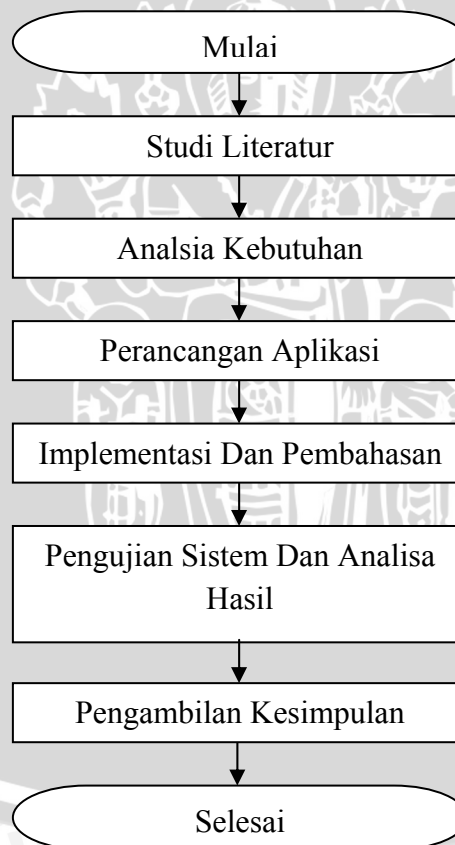 Mulai
Studi Literatur
Analsia Kebutuhan
Perancangan Aplikasi
Implementasi Dan Pembahasan
Pengujian Sistem Dan Analisa
Hasil
Pengambilan Kesimpulan
Selesai